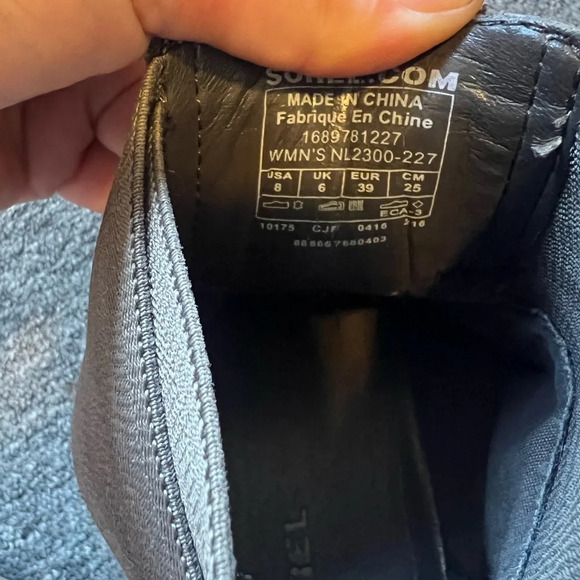 SOREL.COM
MADE IN CHINA
Fabrique En Chine
1689781227
WMN'S NL2300-227
USA UK EUR CM
8 6 39 25
ECA-3
10175 CJF 0416 216
888667680403
REL